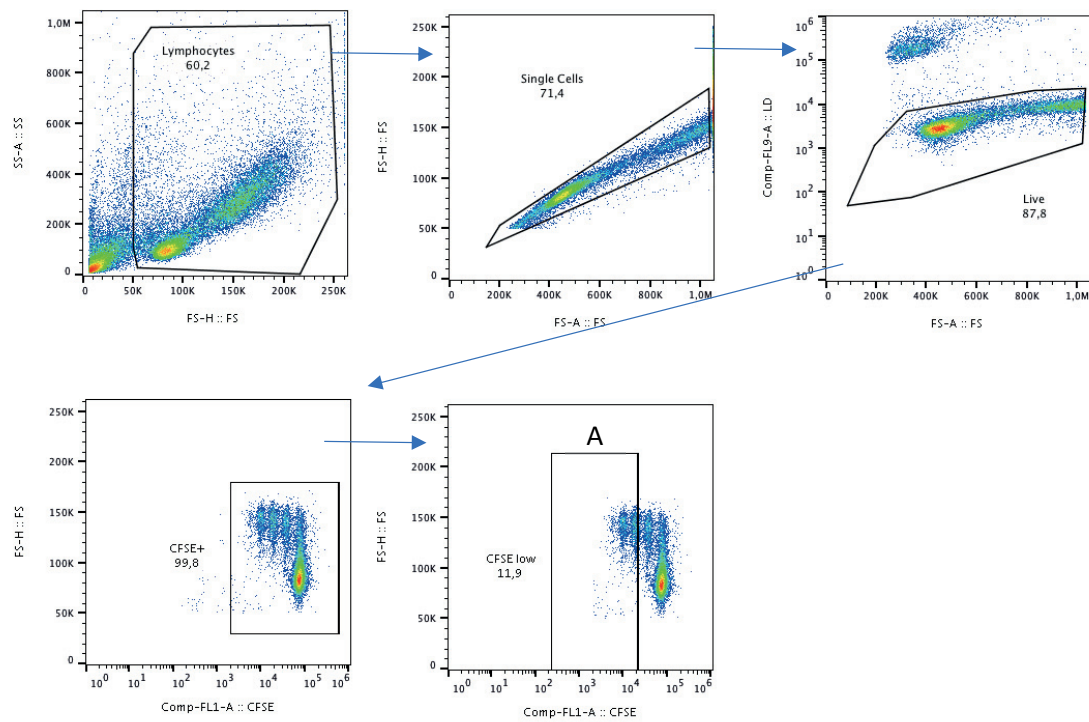 1,0M
800K
600K
400K
200K
0
SS-A :: SS
Lymphocytes
60,2
0
50K
100K
150K
200K
250K
FS-H :: FS
250K
200K
150K
100K
50K
0
FS-H :: FS
Single Cells
71,4
0
200K
400K
600K
800K
1,0M
FS-A :: FS
10^6
10^5
10^4
10^3
10^2
10^1
10^0
Comp-FL9-A :: LD
Live
87,8
0
200K
400K
600K
800K
1,0M
FS-A :: FS
250K
200K
150K
100K
50K
0
FS-H :: FS
CFSE+
99,8
10^0
10^1
10^2
10^3
10^4
10^5
10^6
Comp-FL1-A :: CFSE
A
250K
200K
150K
100K
50K
0
FS-H :: FS
CFSE low
11,9
10^0
10^1
10^2
10^3
10^4
10^5
10^6
Comp-FL1-A :: CFSE